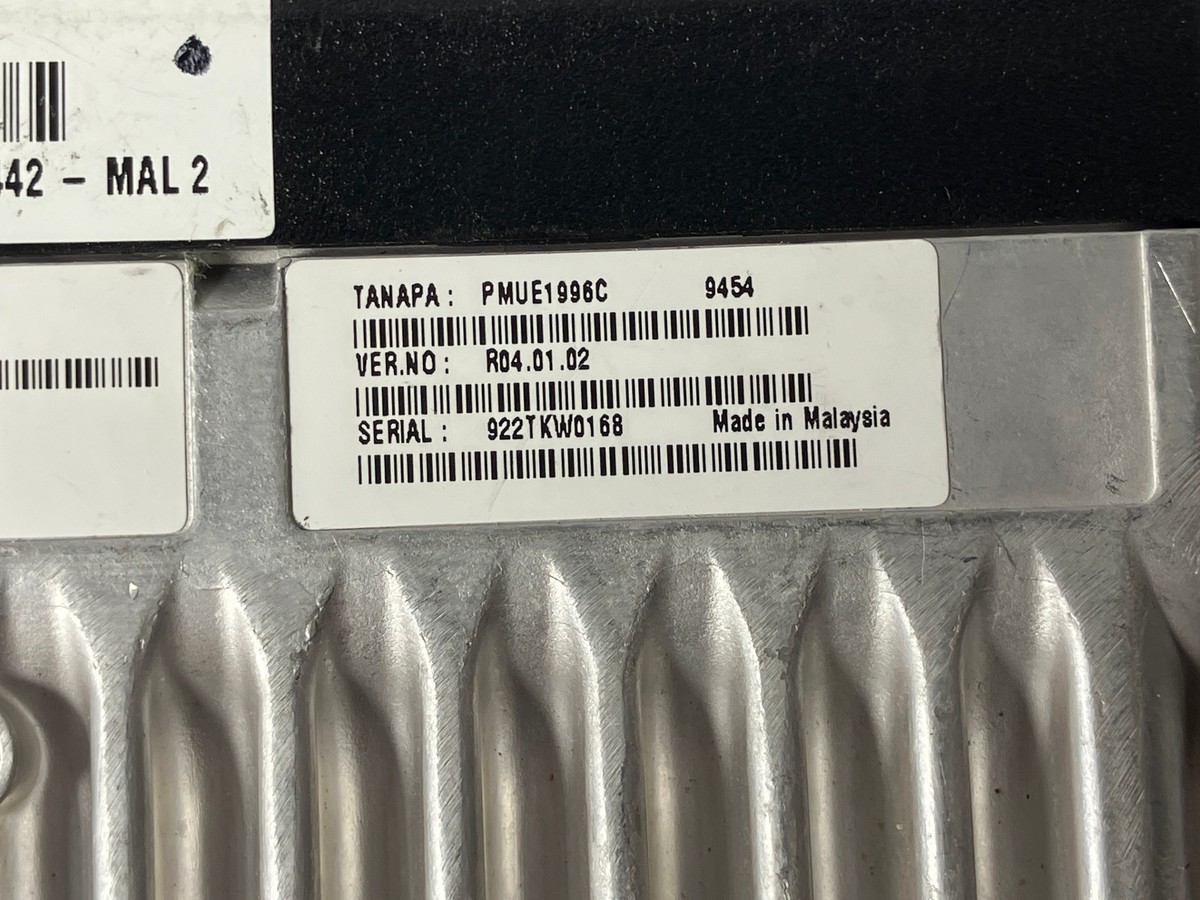 42 - MAL 2
TANAPA: PMUE1996C 9454
VER.NO: R04.01.02
SERIAL: 922TKW0168 Made in Malaysia